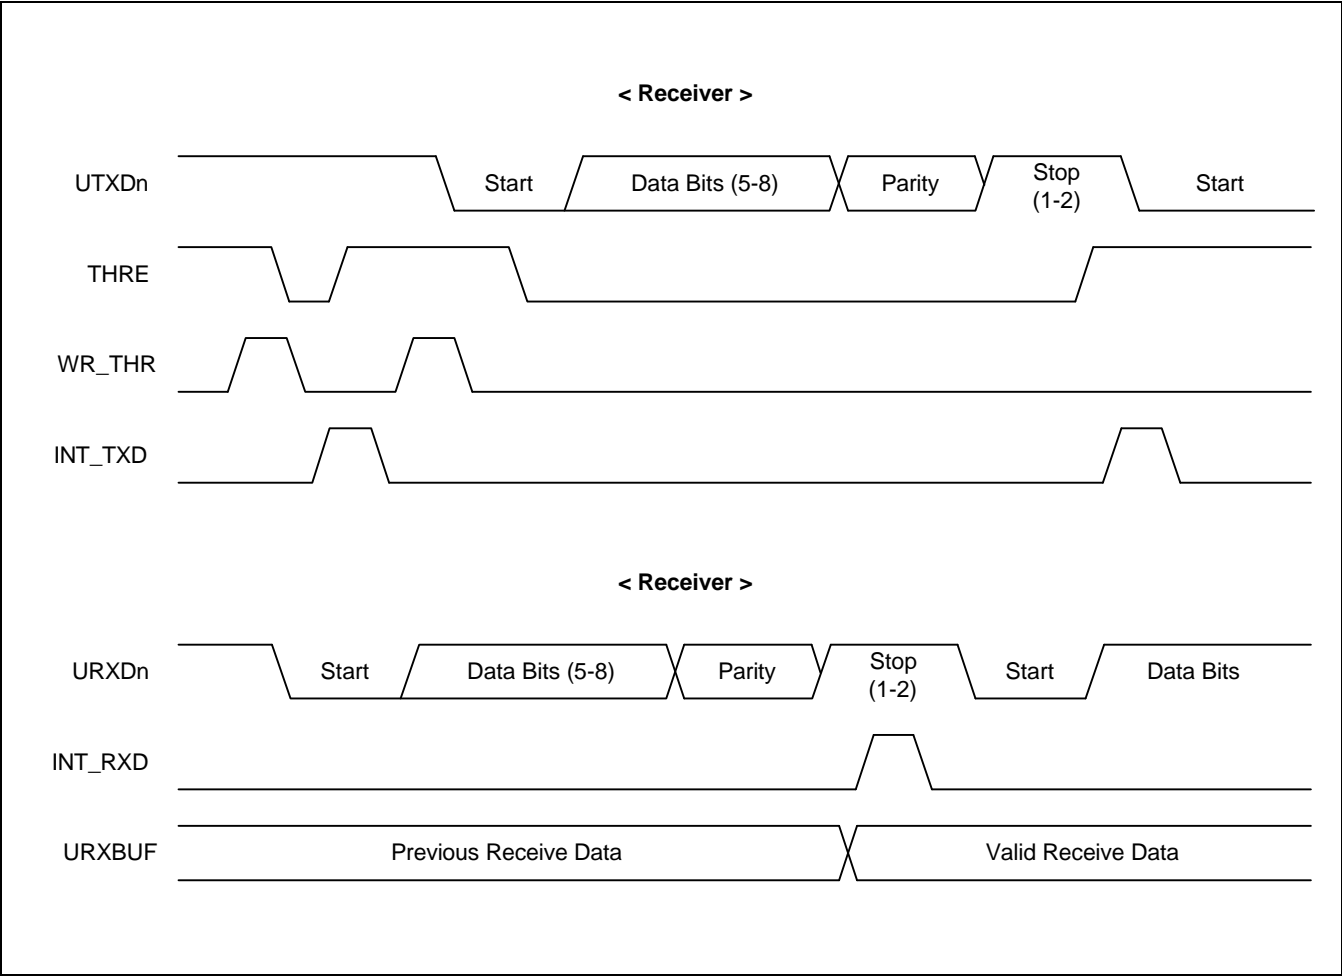 < Receiver >
UTXDn
Start
Data Bits (5-8)
Parity
Stop
(1-2)
Start
THRE
WR_THR
INT_TXD
< Receiver >
URXDn
Start
Data Bits (5-8)
Parity
Stop
(1-2)
Start
Data Bits
INT_RXD
URXBUF
Previous Receive Data
Valid Receive Data